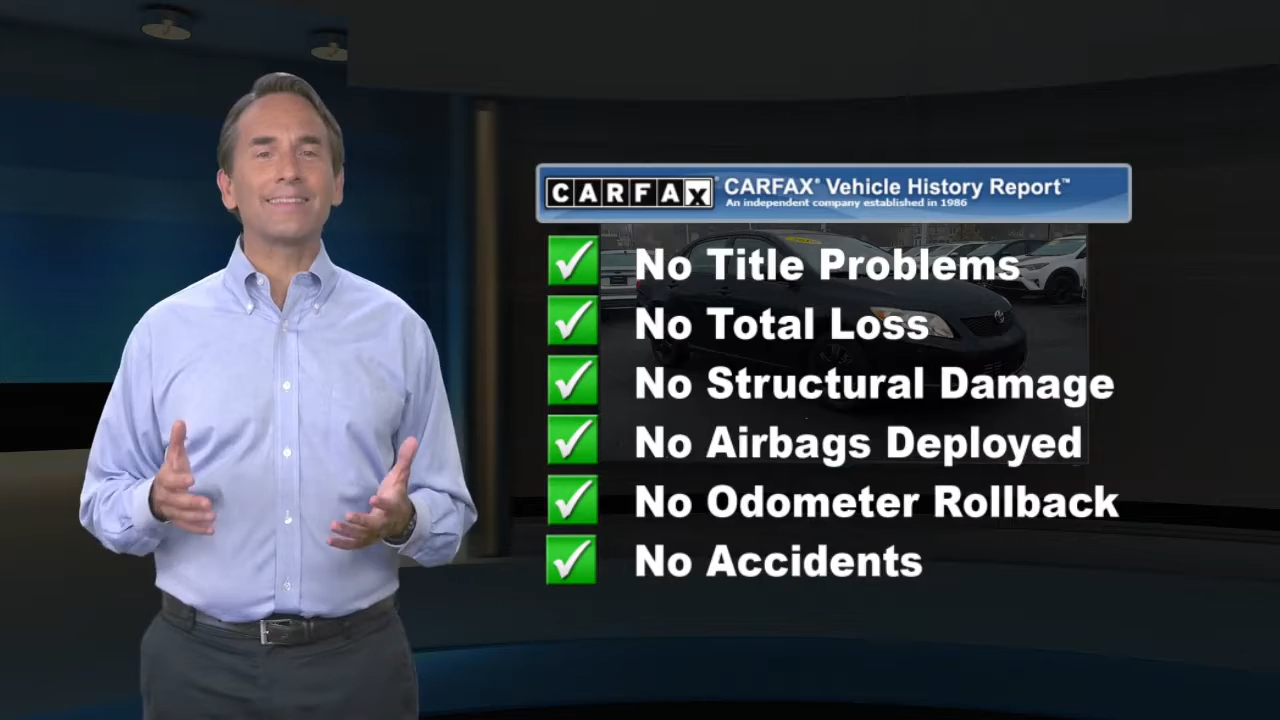 CARFAX® CARFAX® Vehicle History Report™
An independent company established in 1986
No Title Problems
No Total Loss
No Structural Damage
No Airbags Deployed
No Odometer Rollback
No Accidents